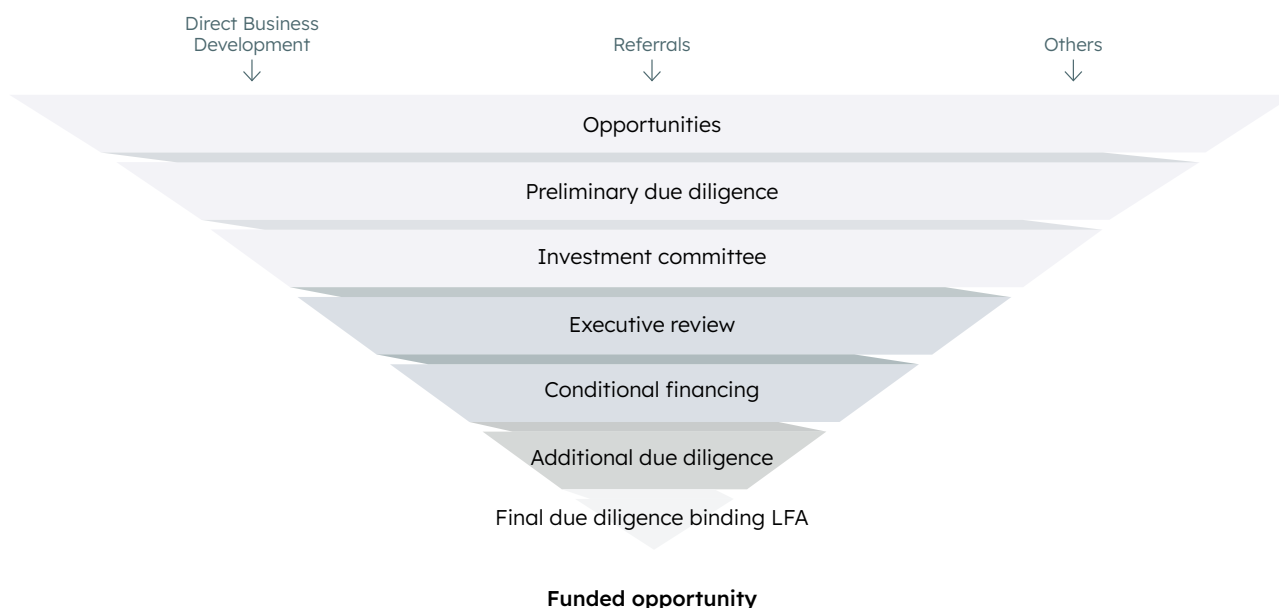 Direct Business
Development
Referrals
Others
Opportunities
Preliminary due diligence
Investment committee
Executive review
Conditional financing
Additional due diligence
Final due diligence binding LFA
Funded opportunity